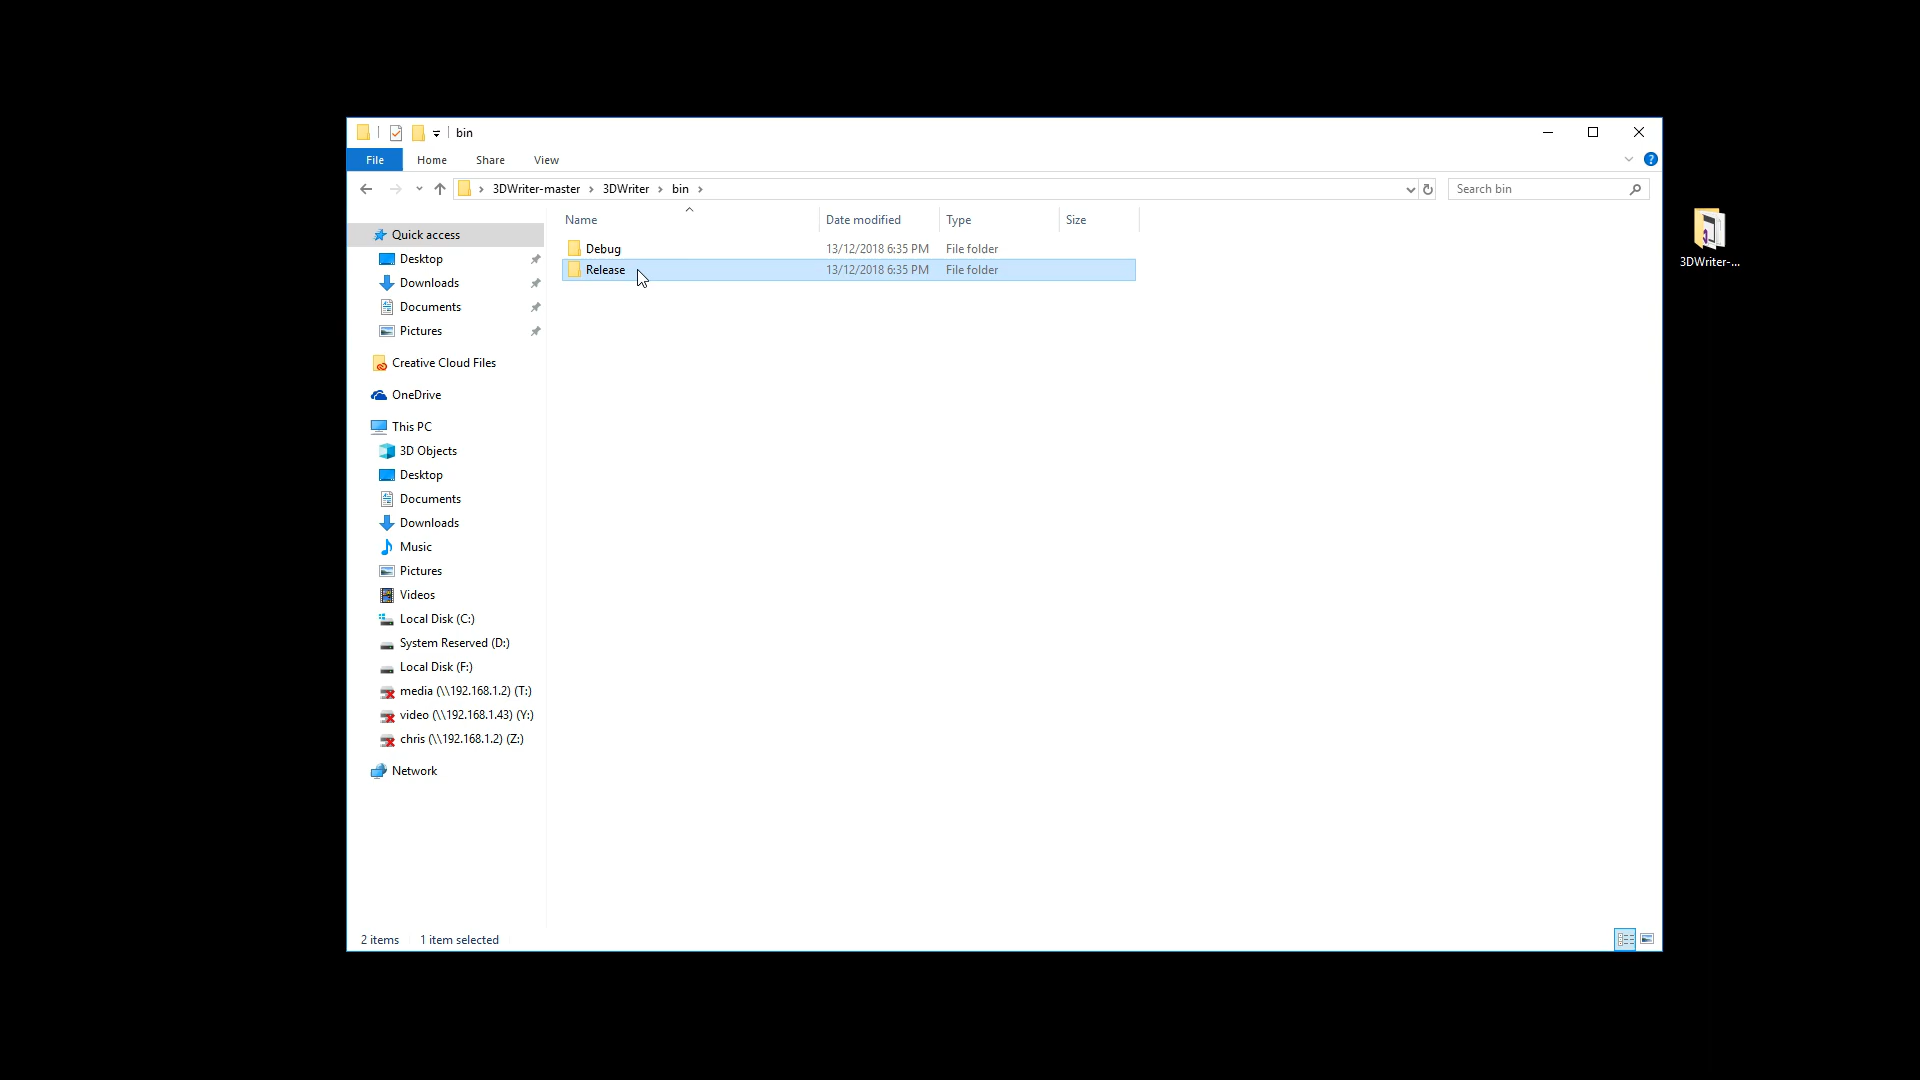 bin
File Home Share View
3DWriter-master 3DWriter bin
Search bin
Name Date modified Type Size
Quick access
Debug 13/12/2018 6:35 PM File folder
Desktop
Release 13/12/2018 6:35 PM File folder
Downloads
Documents
Pictures
Creative Cloud Files
OneDrive
This PC
3D Objects
Desktop
Documents
Downloads
Music
Pictures
Videos
Local Disk (C:)
System Reserved (D:)
Local Disk (F:)
media (\\192.168.1.2) (T:)
video (\\192.168.1.43) (Y:)
chris (\\192.168.1.2) (Z:)
Network
2 items 1 item selected
3DWriter-...